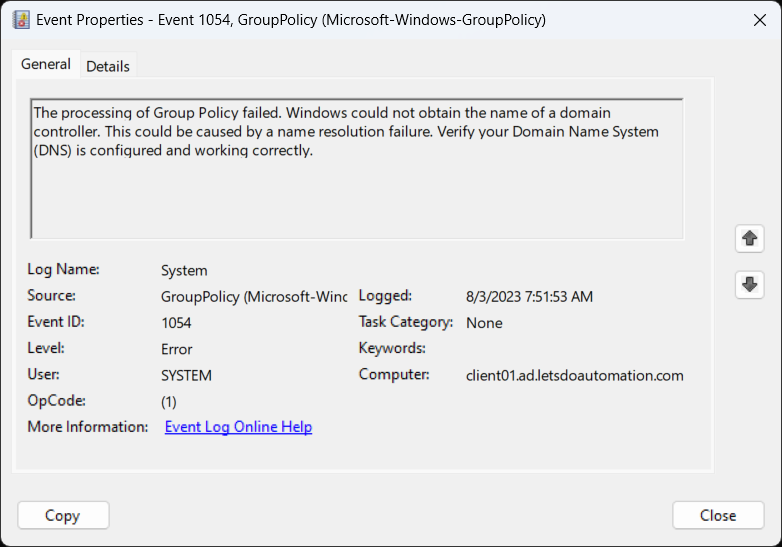 Event Properties - Event 1054, GroupPolicy (Microsoft-Windows-GroupPolicy)
General Details
The processing of Group Policy failed. Windows could not obtain the name of a domain
controller. This could be caused by a name resolution failure. Verify your Domain Name System
(DNS) is configured and working correctly.
Log Name: System
Source: GroupPolicy (Microsoft-Winc Logged: 8/3/2023 7:51:53 AM
Event ID: 1054 Task Category: None
Level: Error Keywords:
User: SYSTEM Computer: client01.ad.letsdoautomation.com
OpCode: (1)
More Information: Event Log Online Help
Copy Close